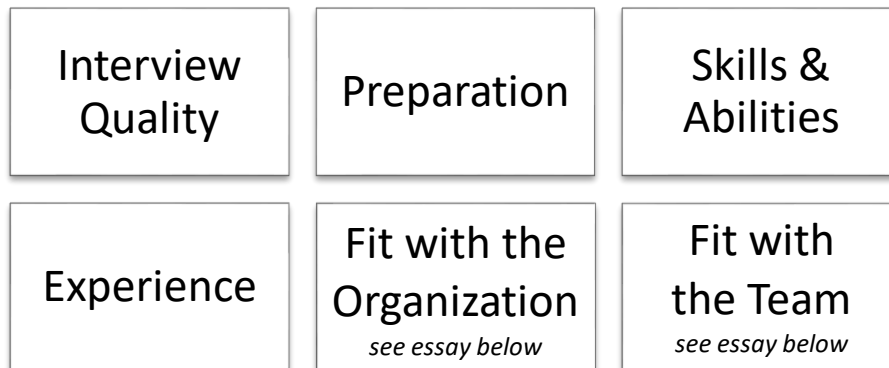 Interview
Quality
Preparation
Skills &
Abilities
Experience
Fit with the
Organization
see essay below
Fit with
the Team
see essay below